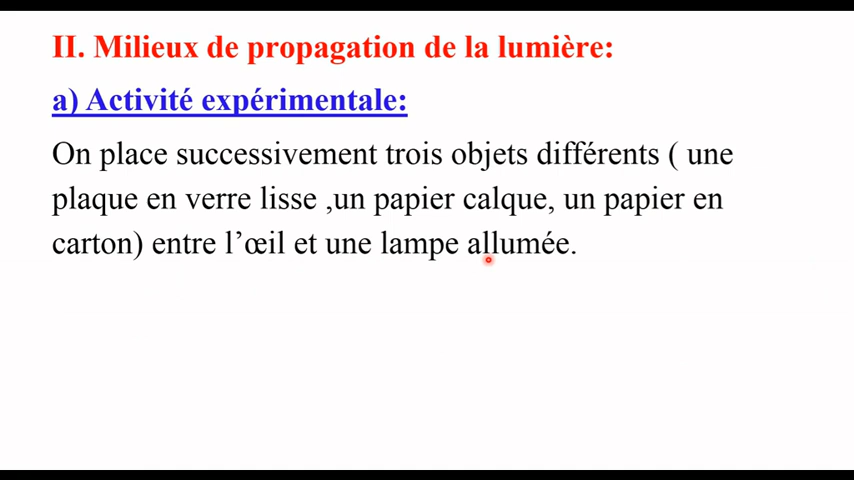 II. Milieux de propagation de la lumière:
a) Activité expérimentale:
On place successivement trois objets différents ( une
plaque en verre lisse ,un papier calque, un papier en
carton) entre l’œil et une lampe allumée.